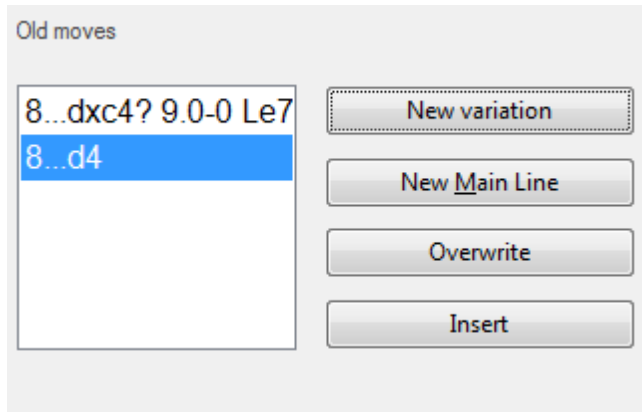 Old moves
8...dxc4? 9.0-0 Le7
8...d4
New variation
New Main Line
Overwrite
Insert